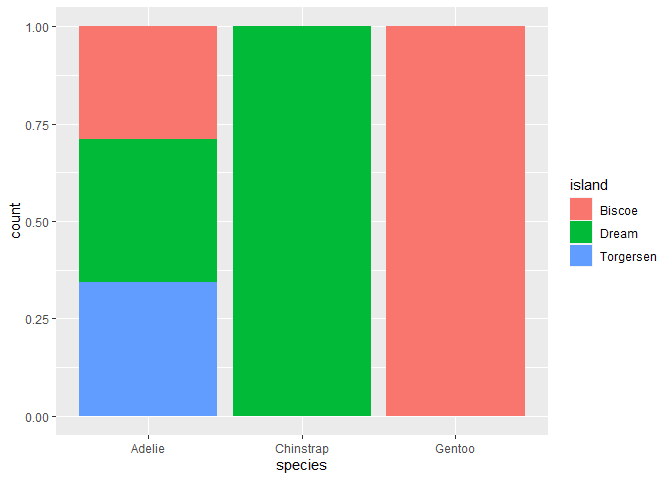 1.00
0.75
0.50
0.25
0.00
count
Adelie
Chinstrap
Gentoo
species
island
Biscoe
Dream
Torgersen